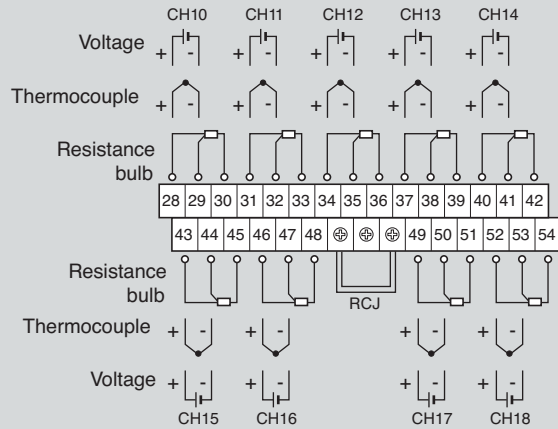 CH10 CH11 CH12 CH13 CH14
Voltage + - + - + - + - + -
Thermocouple + - + - + - + - + -
Resistance
bulb
28 29 30 31 32 33 34 35 36 37 38 39 40 41 42
43 44 45 46 47 48 49 50 51 52 53 54
Resistance
bulb
RCJ
Thermocouple + - + - + - + -
Voltage + - + - + - + -
CH15 CH16 CH17 CH18